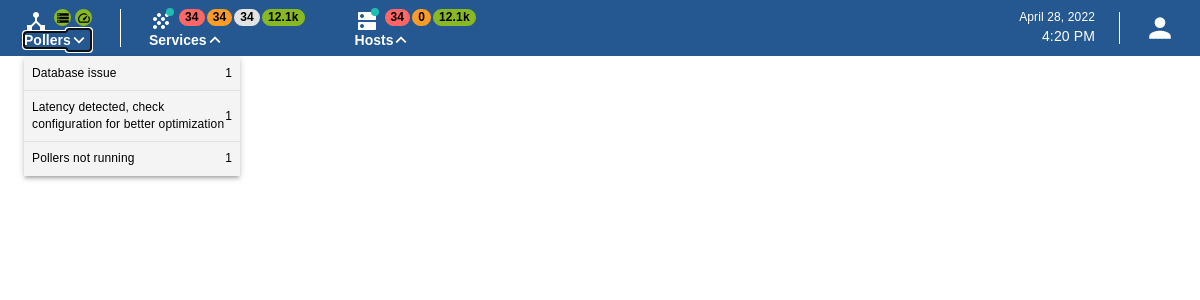 34 34 34 12.1k
34 0 12.1k
April 28, 2022
Pollers
Services
Hosts
4:20 PM
Database issue 1
Latency detected, check
configuration for better optimization 1
Pollers not running 1